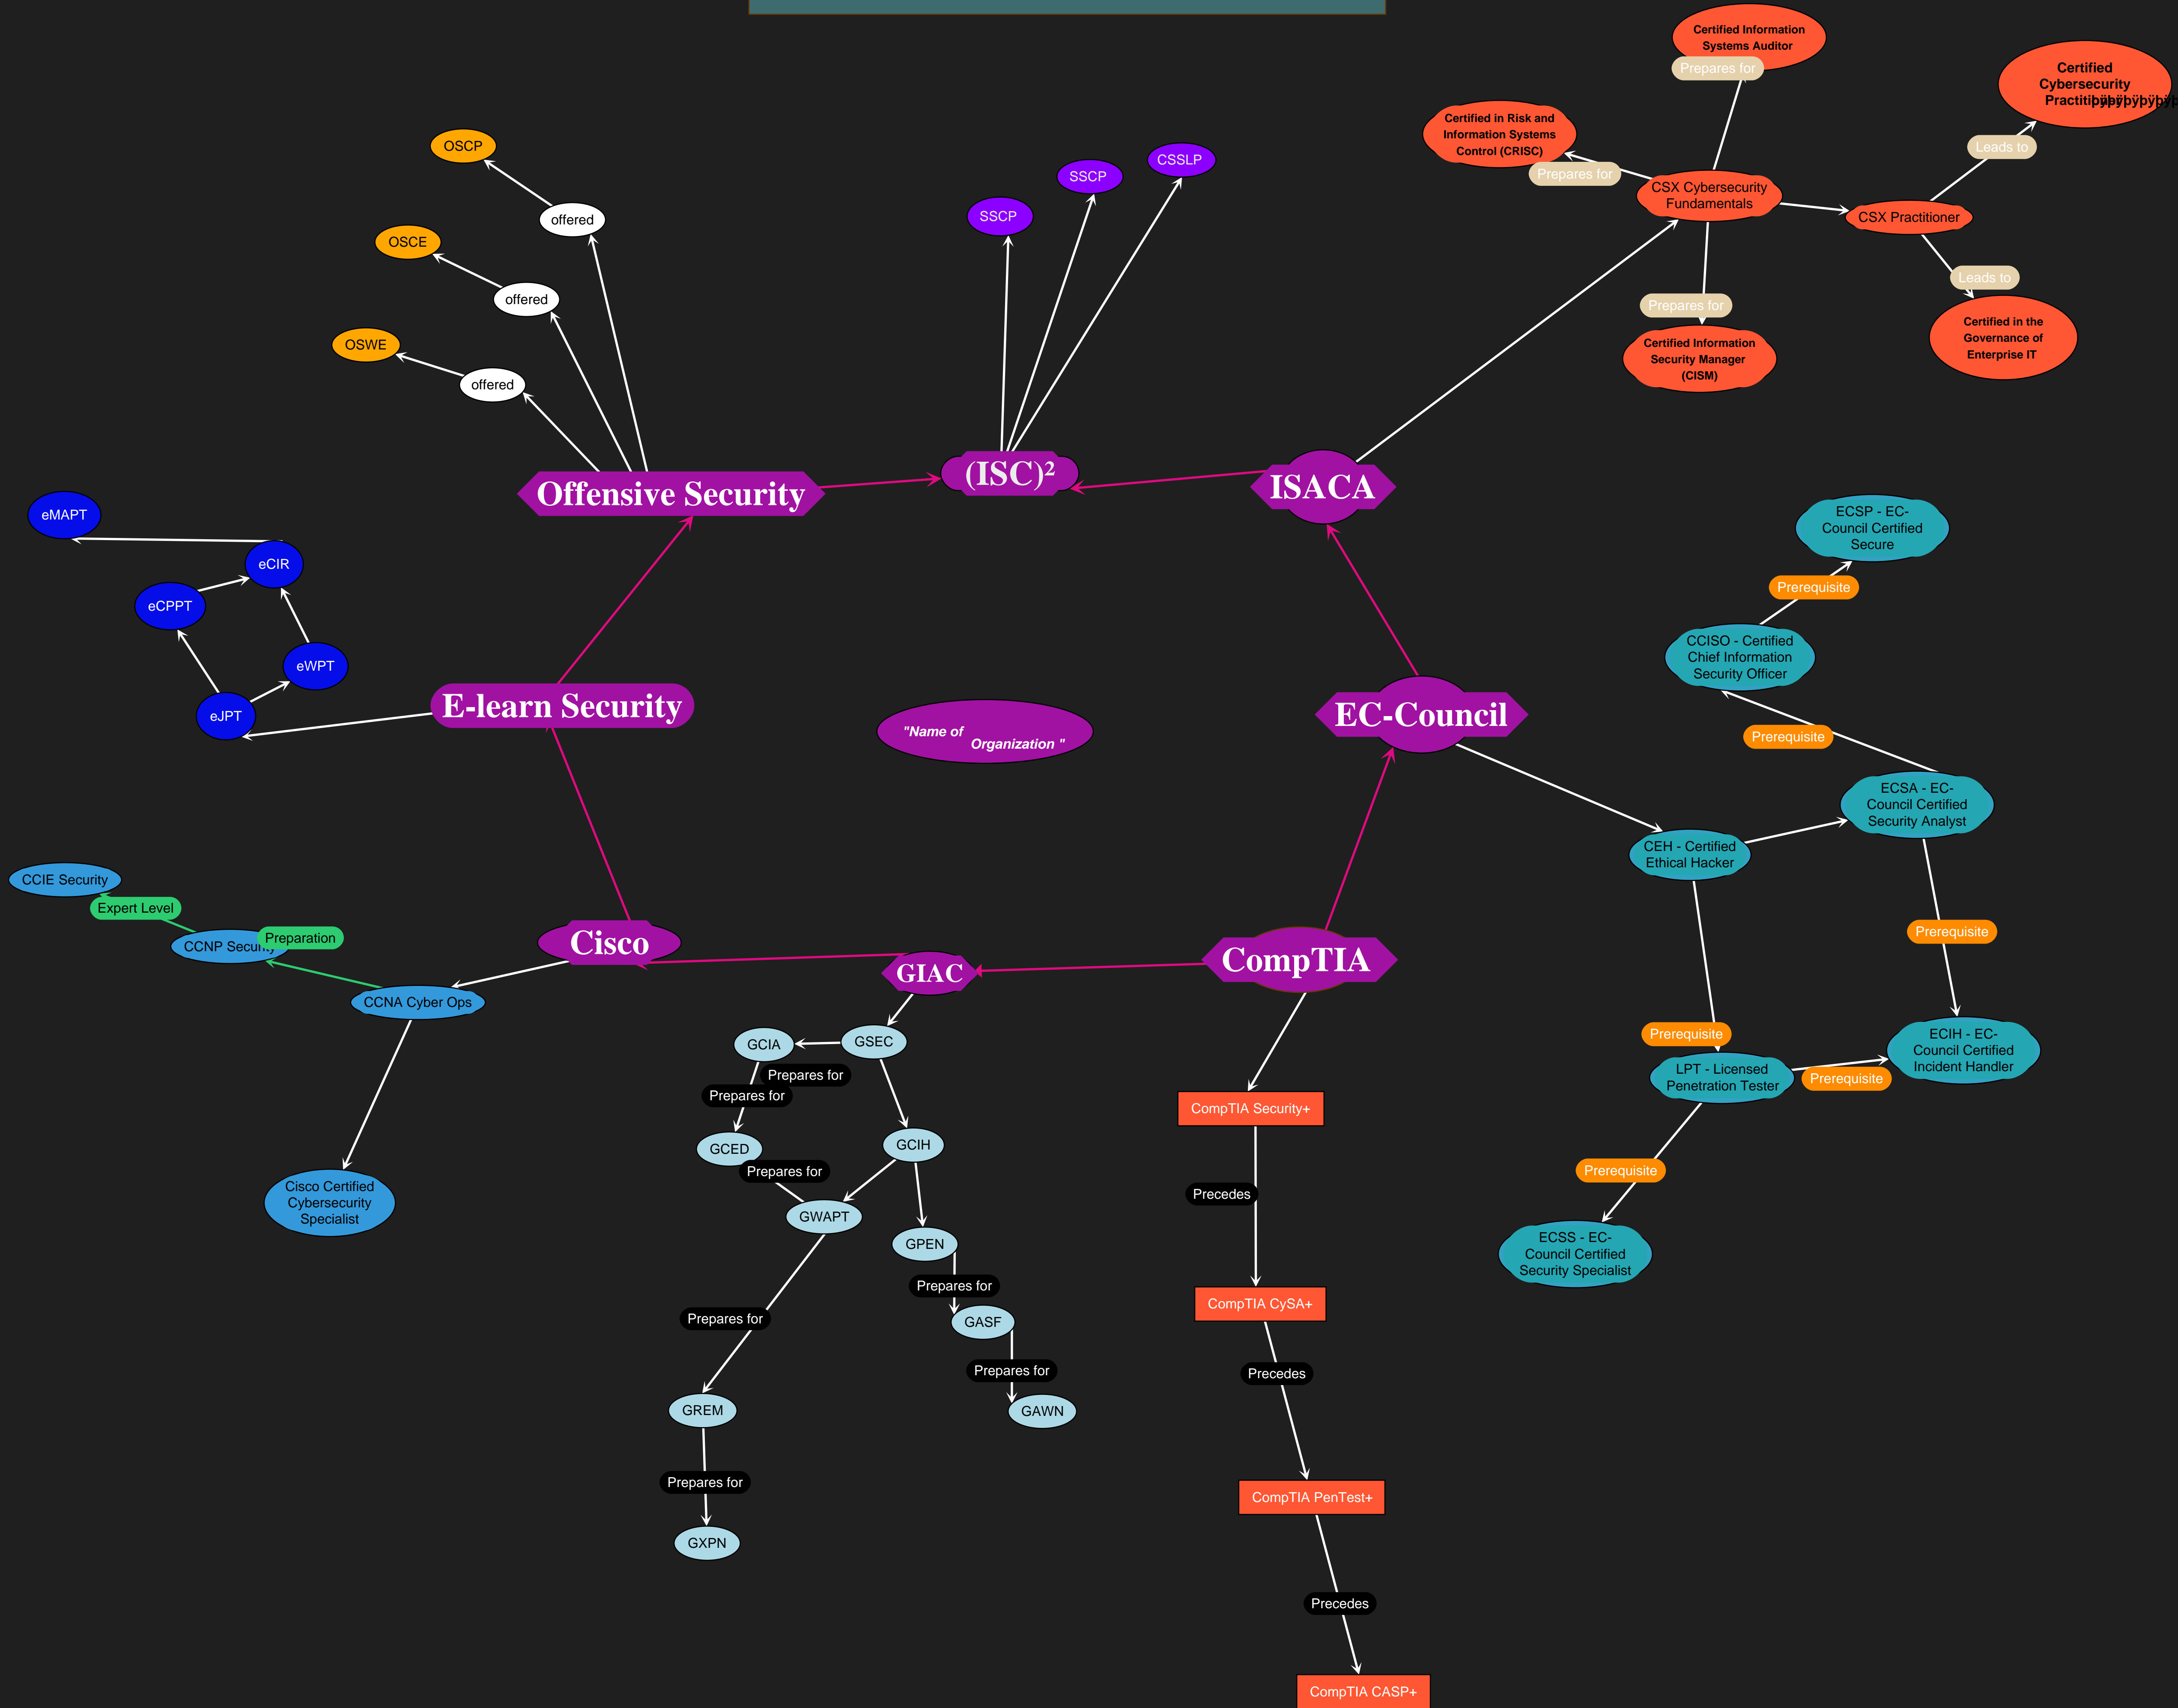 Certified Information
Systems Auditor
Prepares for
Certified
Cybersecurity
Certified in Risk and
Information Systems
Control (CRISC)
Prepares for
Leads to
CSX Cybersecurity
Fundamentals
CSX Practitioner
Leads to
Prepares for
Certified Information
Security Manager
(CISM)
Certified in the
Governance of
Enterprise IT
OSCP
offered
OSCE
offered
OSWE
offered
SSCP
SSCP
CSSLP
Offensive Security
(ISC)²
ISACA
eMAPT
eCIR
eCPPT
eWPT
eJPT
E-learn Security
"Name of
Organization "
EC-Council
ECSP - EC-
Council Certified
Secure
Prerequisite
CCISO - Certified
Chief Information
Security Officer
Prerequisite
ECSA - EC-
Council Certified
Security Analyst
CEH - Certified
Ethical Hacker
Prerequisite
Prerequisite
LPT - Licensed
Penetration Tester
Prerequisite
ECIH - EC-
Council Certified
Incident Handler
Prerequisite
ECSS - EC-
Council Certified
Security Specialist
CCIE Security
Expert Level
CCNP Security
Preparation
CCNA Cyber Ops
Cisco
Cisco Certified
Cybersecurity
Specialist
GIAC
CompTIA
GCIA
GSEC
Prepares for
Prepares for
GCED
GCIH
Prepares for
GWAPT
GPEN
Prepares for
Prepares for
GASF
Prepares for
GREM
GAWN
Prepares for
GXPN
CompTIA Security+
Precedes
CompTIA CySA+
Precedes
CompTIA PenTest+
Precedes
CompTIA CASP+